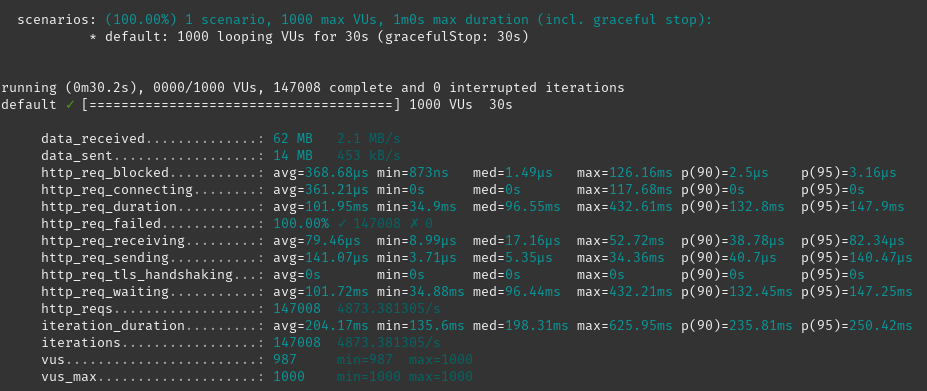 scenarios: (100.00%) 1 scenario, 1000 max VUs, 1m0s max duration (incl. graceful stop):
* default: 1000 looping VUs for 30s (gracefulStop: 30s)
running (0m30.2s), 0000/1000 VUs, 147008 complete and 0 interrupted iterations
default ✓ [======================================] 1000 VUs  30s
data_received..............: 62 MB   2.1 MB/s
data_sent..................: 14 MB   453 kB/s
http_req_blocked...........: avg=368.68µs min=873ns   med=1.49µs   max=126.16ms p(90)=2.5µs    p(95)=3.16µs
http_req_connecting........: avg=361.21µs min=0s      med=0s       max=117.68ms p(90)=0s       p(95)=0s
http_req_duration..........: avg=101.95ms min=34.9ms  med=96.55ms  max=432.61ms p(90)=132.8ms  p(95)=147.9ms
http_req_failed............: 100.00% ✓ 147008 ✗ 0
http_req_receiving.........: avg=79.46µs  min=8.99µs  med=17.16µs  max=52.72ms  p(90)=38.78µs  p(95)=82.34µs
http_req_sending...........: avg=141.07µs min=3.71µs  med=5.35µs   max=34.36ms  p(90)=40.7µs   p(95)=140.47µs
http_req_tls_handshaking...: avg=0s       min=0s      med=0s       max=0s       p(90)=0s       p(95)=0s
http_req_waiting...........: avg=101.72ms min=34.88ms med=96.44ms  max=432.21ms p(90)=132.45ms p(95)=147.25ms
http_reqs..................: 147008  4873.381305/s
iteration_duration.........: avg=204.17ms min=135.6ms med=198.31ms max=625.95ms p(90)=235.81ms p(95)=250.42ms
iterations.................: 147008  4873.381305/s
vus........................: 987     min=987  max=1000
vus_max....................: 1000    min=1000 max=1000